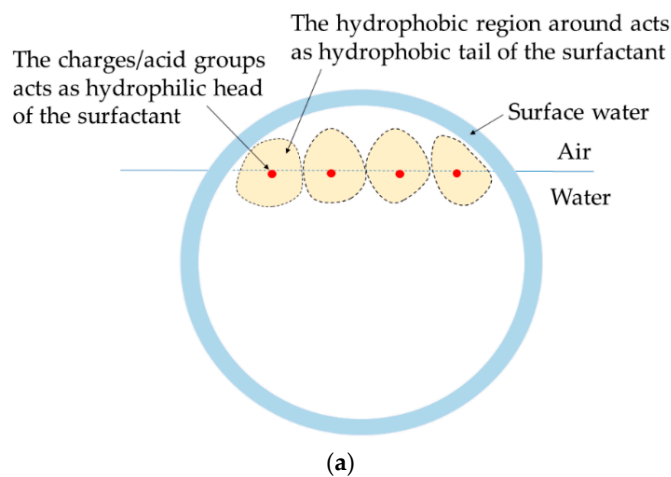 The hydrophobic region around acts
as hydrophobic tail of the surfactant
The charges/acid groups
acts as hydrophilic head
of the surfactant
Surface water
Air
Water
(a)